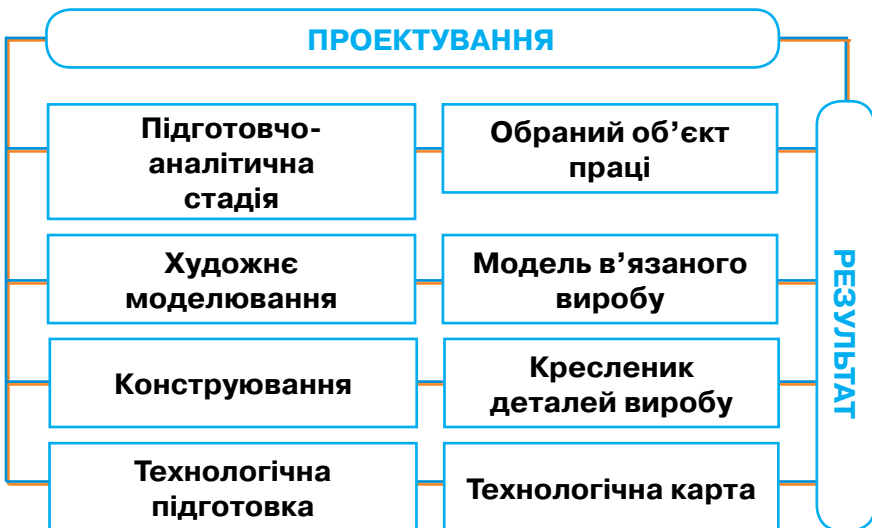 ПРОЕКТУВАННЯ
Підготовчо-
аналітична
стадія
Обраний об’єкт
праці
Художнє
моделювання
Модель в’язаного
виробу
Конструювання
Кресленик
деталей виробу
Технологічна
підготовка
Технологічна карта
РЕЗУЛЬТАТ